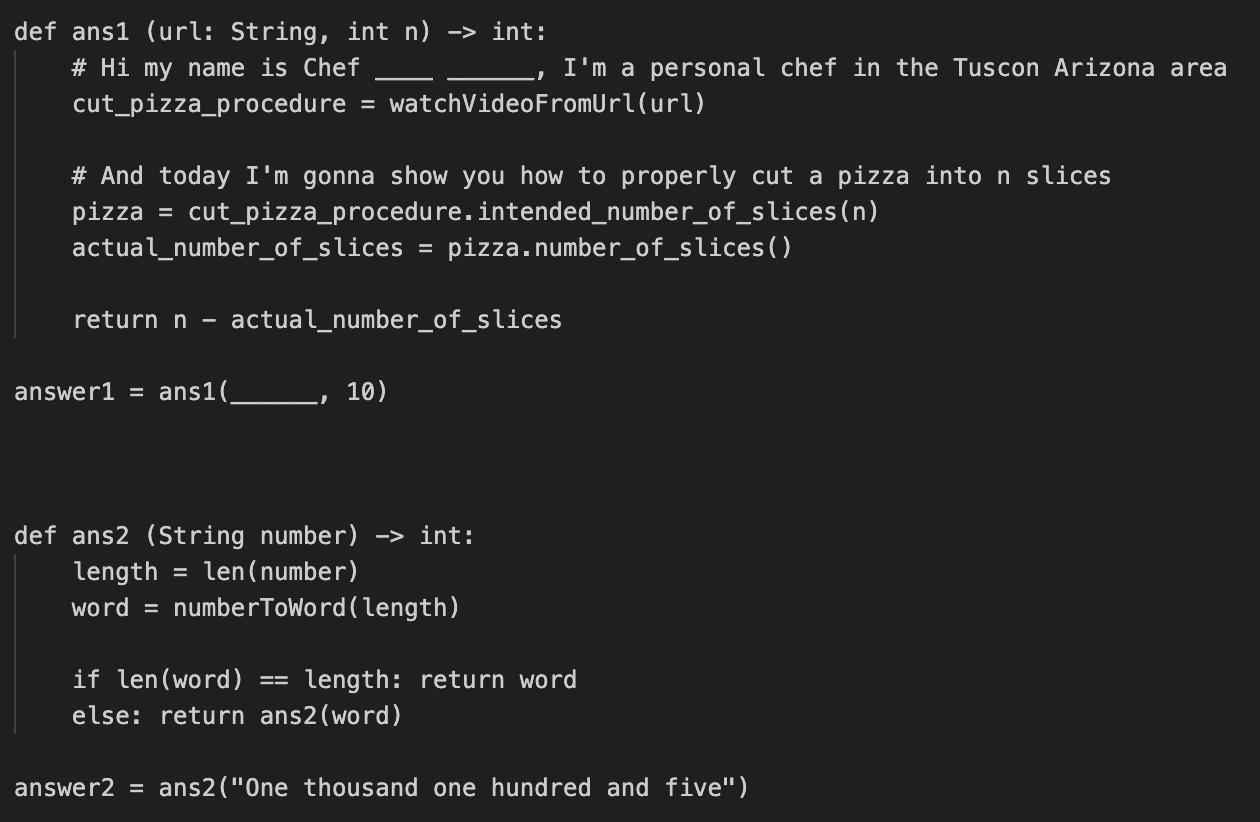 def ans1 (url: String, int n) -> int:
# Hi my name is Chef ____ ______, I'm a personal chef in the Tuscon Arizona area
cut_pizza_procedure = watchVideoFromUrl(url)
# And today I'm gonna show you how to properly cut a pizza into n slices
pizza = cut_pizza_procedure.intended_number_of_slices(n)
actual_number_of_slices = pizza.number_of_slices()
return n - actual_number_of_slices
answer1 = ans1(______, 10)
def ans2 (String number) -> int:
length = len(number)
word = numberToWord(length)
if len(word) == length: return word
else: return ans2(word)
answer2 = ans2("One thousand one hundred and five")